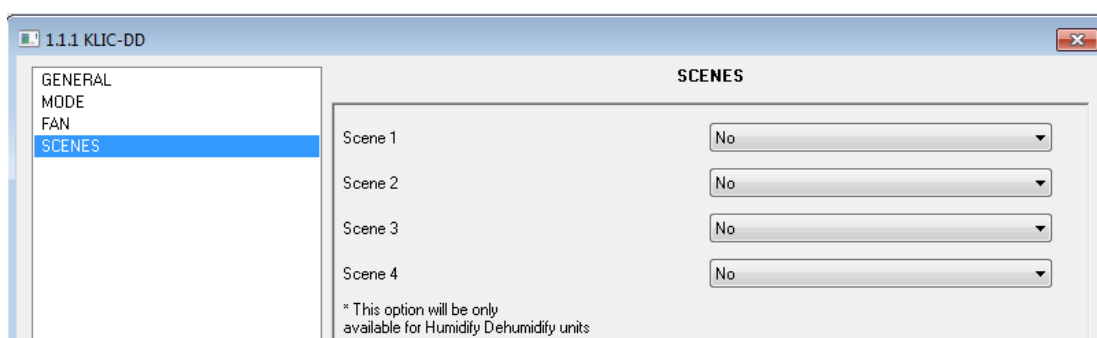 1.1.1 KLIC-DD
GENERAL
MODE
FAN
SCENES
SCENES
Scene 1 No
Scene 2 No
Scene 3 No
Scene 4 No
* This option will be only
available for Humidify Dehumidify units